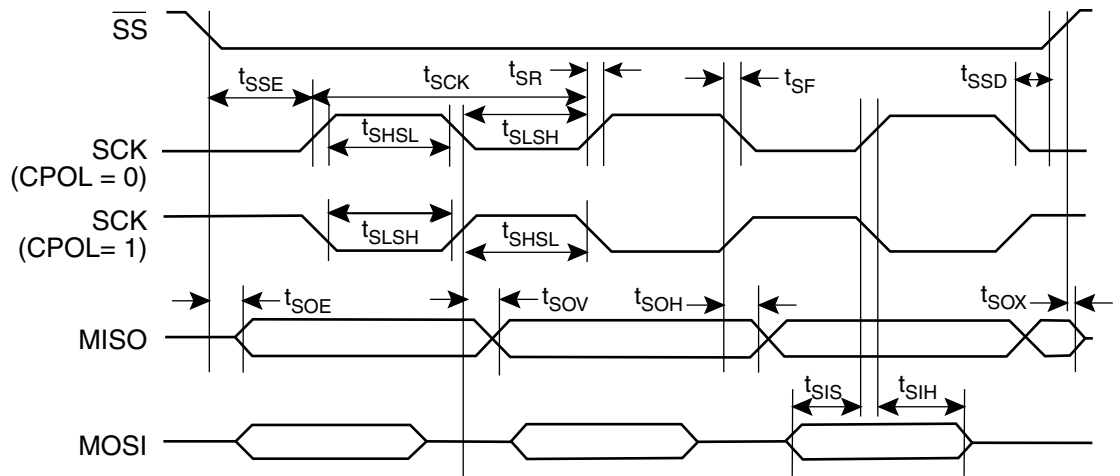 SS
tSSE
tSCK
tSR
tSF
tSSD
tSHSL
tSLSH
SCK
(CPOL = 0)
SCK
(CPOL= 1)
tSLSH
tSHSL
tSOE
tSOV
tSOH
tSOX
MISO
tSIS
tSIH
MOSI